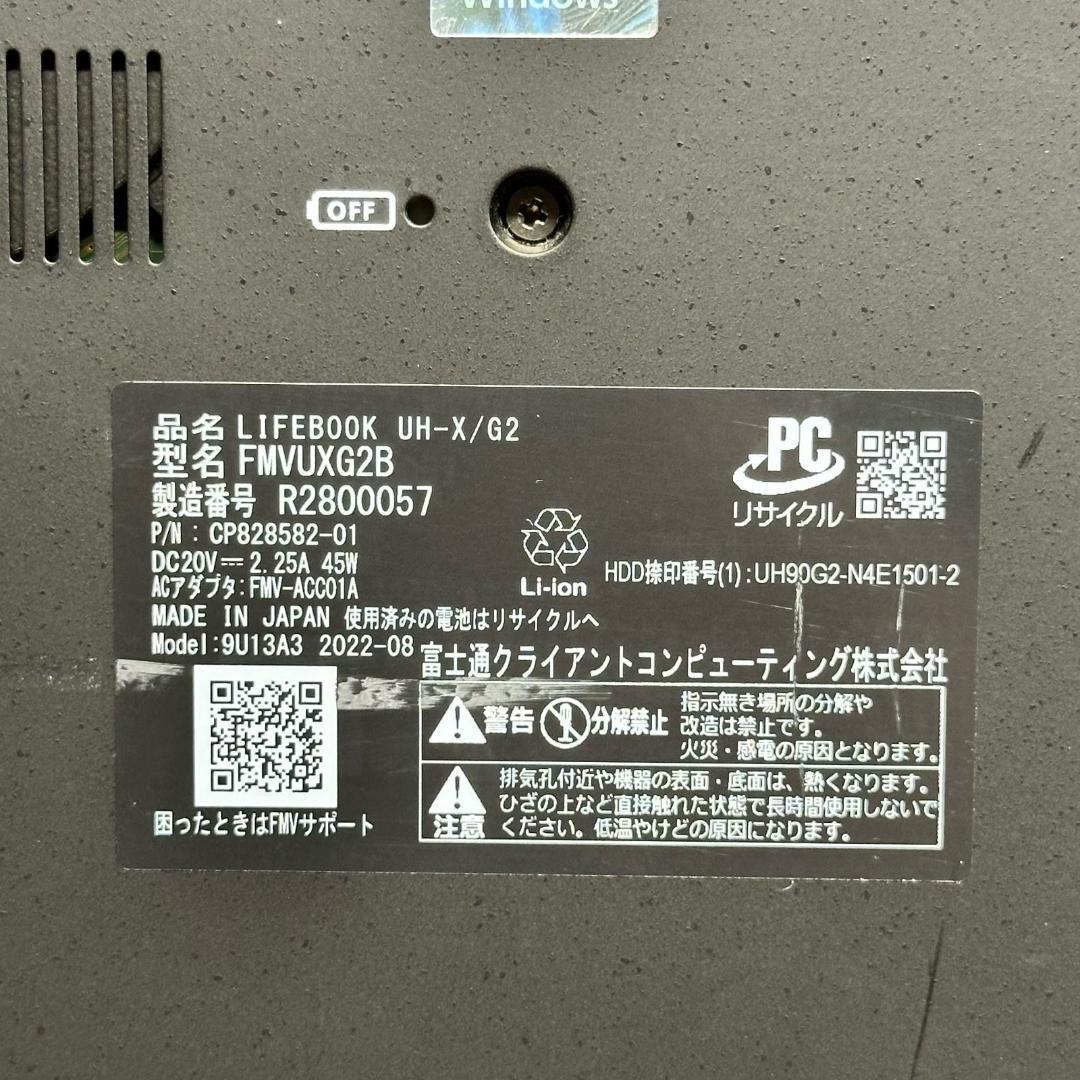 Windows
OFF
品名 LIFEBOOK UH-X/G2
型名 FMVUXG2B
製造番号 R2800057
P/N : CP828582-01
DC20V⎓ 2.25A 45W
ACアダプタ:FMV-ACC01A
MADE IN JAPAN 使用済みの電池はリサイクルへ
Model:9U13A3 2022-08
PC
リサイクル
Li-ion
HDD捺印番号(1):UH90G2-N4E1501-2
富士通クライアントコンピューティング株式会社
警告 分解禁止
指示無き場所の分解や
改造は禁止です。
火災・感電の原因となります。
注意
排気孔付近や機器の表面・底面は、熱くなります。
ひざの上など直接触れた状態で長時間使用しないで
ください。低温やけどの原因になります。
困ったときはFMVサポート